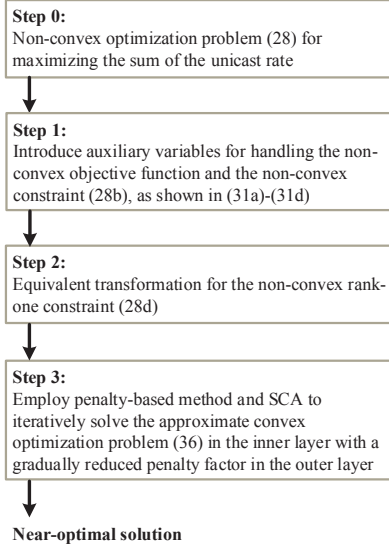 Step 0:
Non-convex optimization problem (28) for
maximizing the sum of the unicast rate
Step 1:
Introduce auxiliary variables for handling the non-
convex objective function and the non-convex
constraint (28b), as shown in (31a)-(31d)
Step 2:
Equivalent transformation for the non-convex rank-
one constraint (28d)
Step 3:
Employ penalty-based method and SCA to
iteratively solve the approximate convex
optimization problem (36) in the inner layer with a
gradually reduced penalty factor in the outer layer
Near-optimal solution